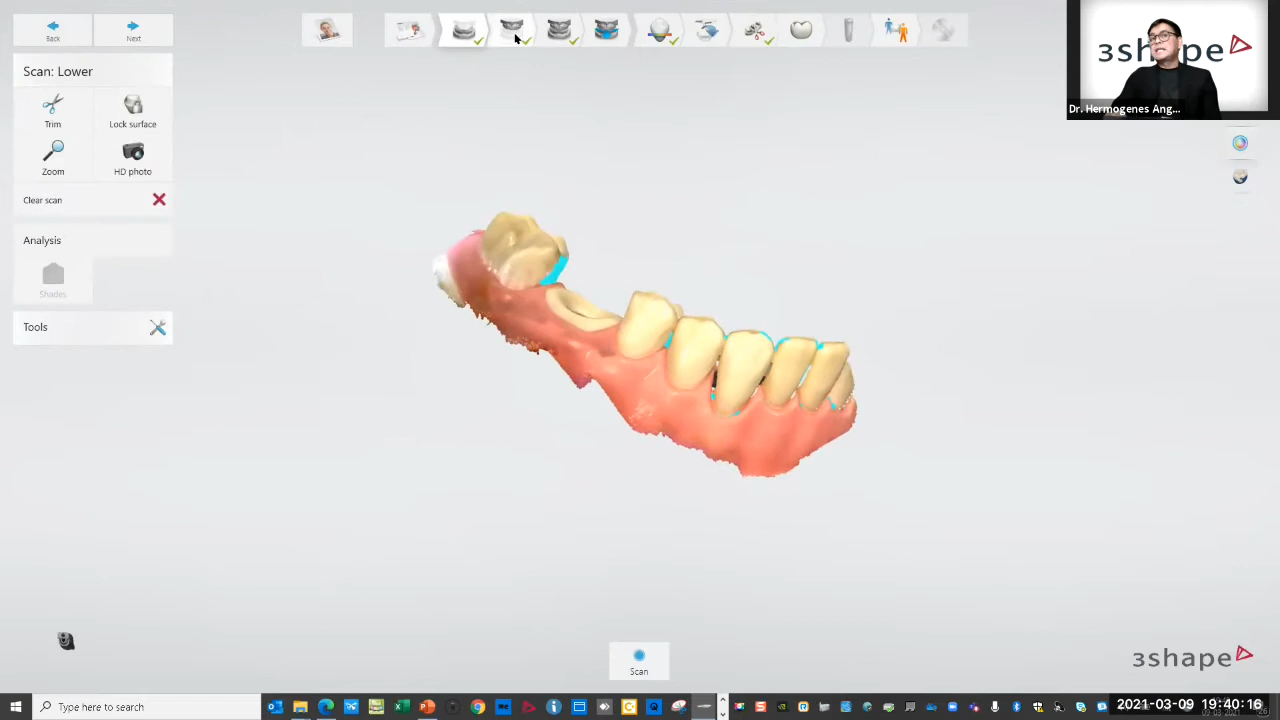 Back
Next
Scan: Lower
Trim
Lock surface
Zoom
HD photo
Clear scan
Analysis
Shades
Tools
3shape
Dr. Hermogenes Ang...
Scan
3shape
Type here to search
2021-03-09 19:40:16